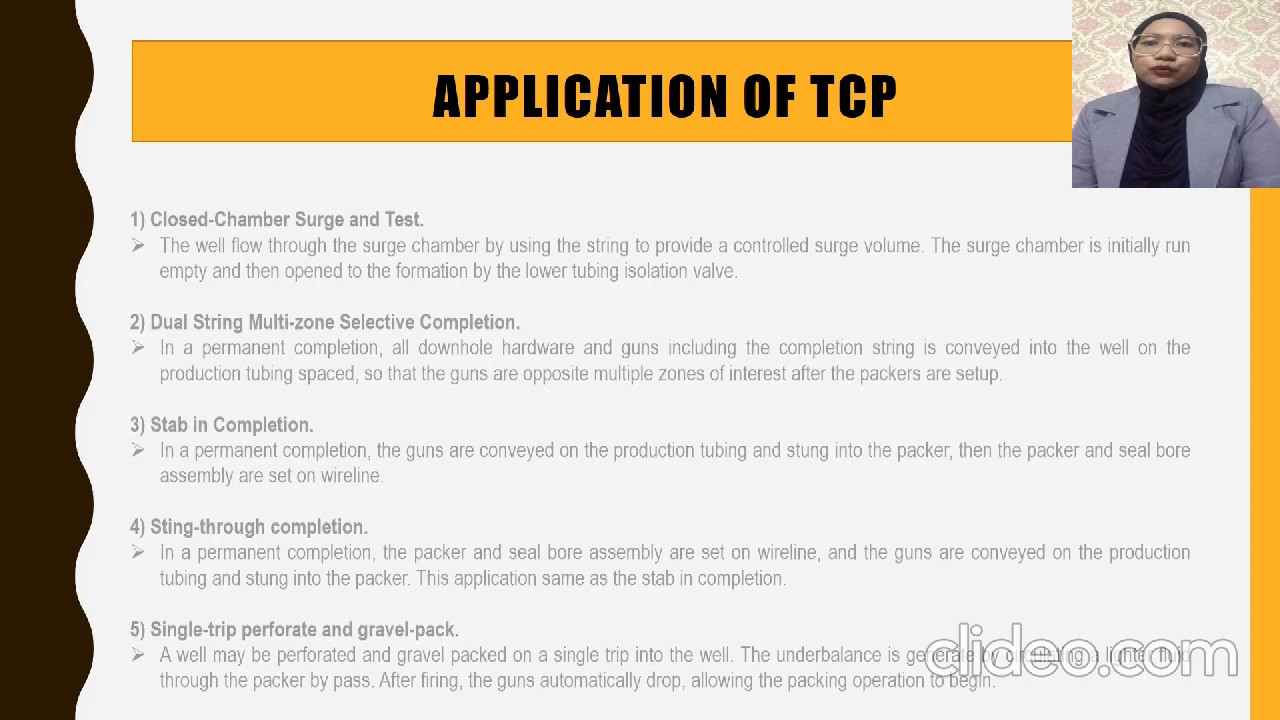 APPLICATION OF TCP
1) Closed-Chamber Surge and Test.
➢ The well flow through the surge chamber by using the string to provide a controlled surge volume. The surge chamber is initially run
empty and then opened to the formation by the lower tubing isolation valve.
2) Dual String Multi-zone Selective Completion.
➢ In a permanent completion, all downhole hardware and guns including the completion string is conveyed into the well on the
production tubing spaced, so that the guns are opposite multiple zones of interest after the packers are setup.
3) Stab in Completion.
➢ In a permanent completion, the guns are conveyed on the production tubing and stung into the packer, then the packer and seal bore
assembly are set on wireline.
4) Sting-through completion.
➢ In a permanent completion, the packer and seal bore assembly are set on wireline, and the guns are conveyed on the production
tubing and stung into the packer. This application same as the stab in completion.
5) Single-trip perforate and gravel-pack.
➢ A well may be perforated and gravel packed on a single trip into the well. The underbalance is generate by circulating a lighter fluid
through the packer by pass. After firing, the guns automatically drop, allowing the packing operation to begin.
clideo.com